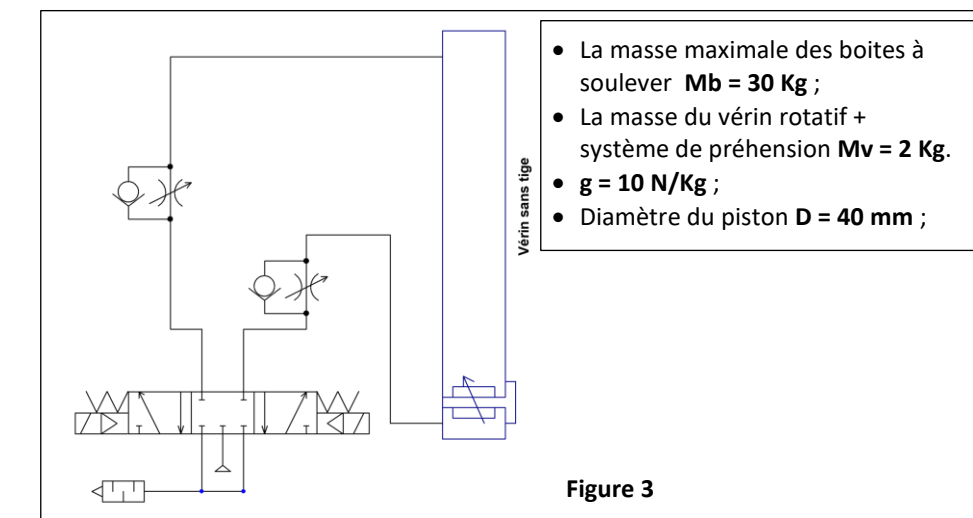 • La masse maximale des boites à
soulever Mb = 30 Kg ;
• La masse du vérin rotatif +
système de préhension Mv = 2 Kg.
• g = 10 N/Kg ;
• Diamètre du piston D = 40 mm ;
Vérin sans tige
Figure 3